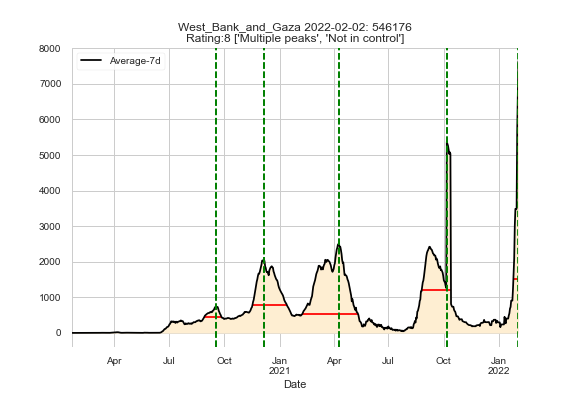 West_Bank_and_Gaza 2022-02-02: 546176
Rating:8 ['Multiple peaks', 'Not in control']
Average-7d
8000
7000
6000
5000
4000
3000
2000
1000
0
Apr Jul Oct Jan Apr Jul Oct Jan
2021 2022
Date